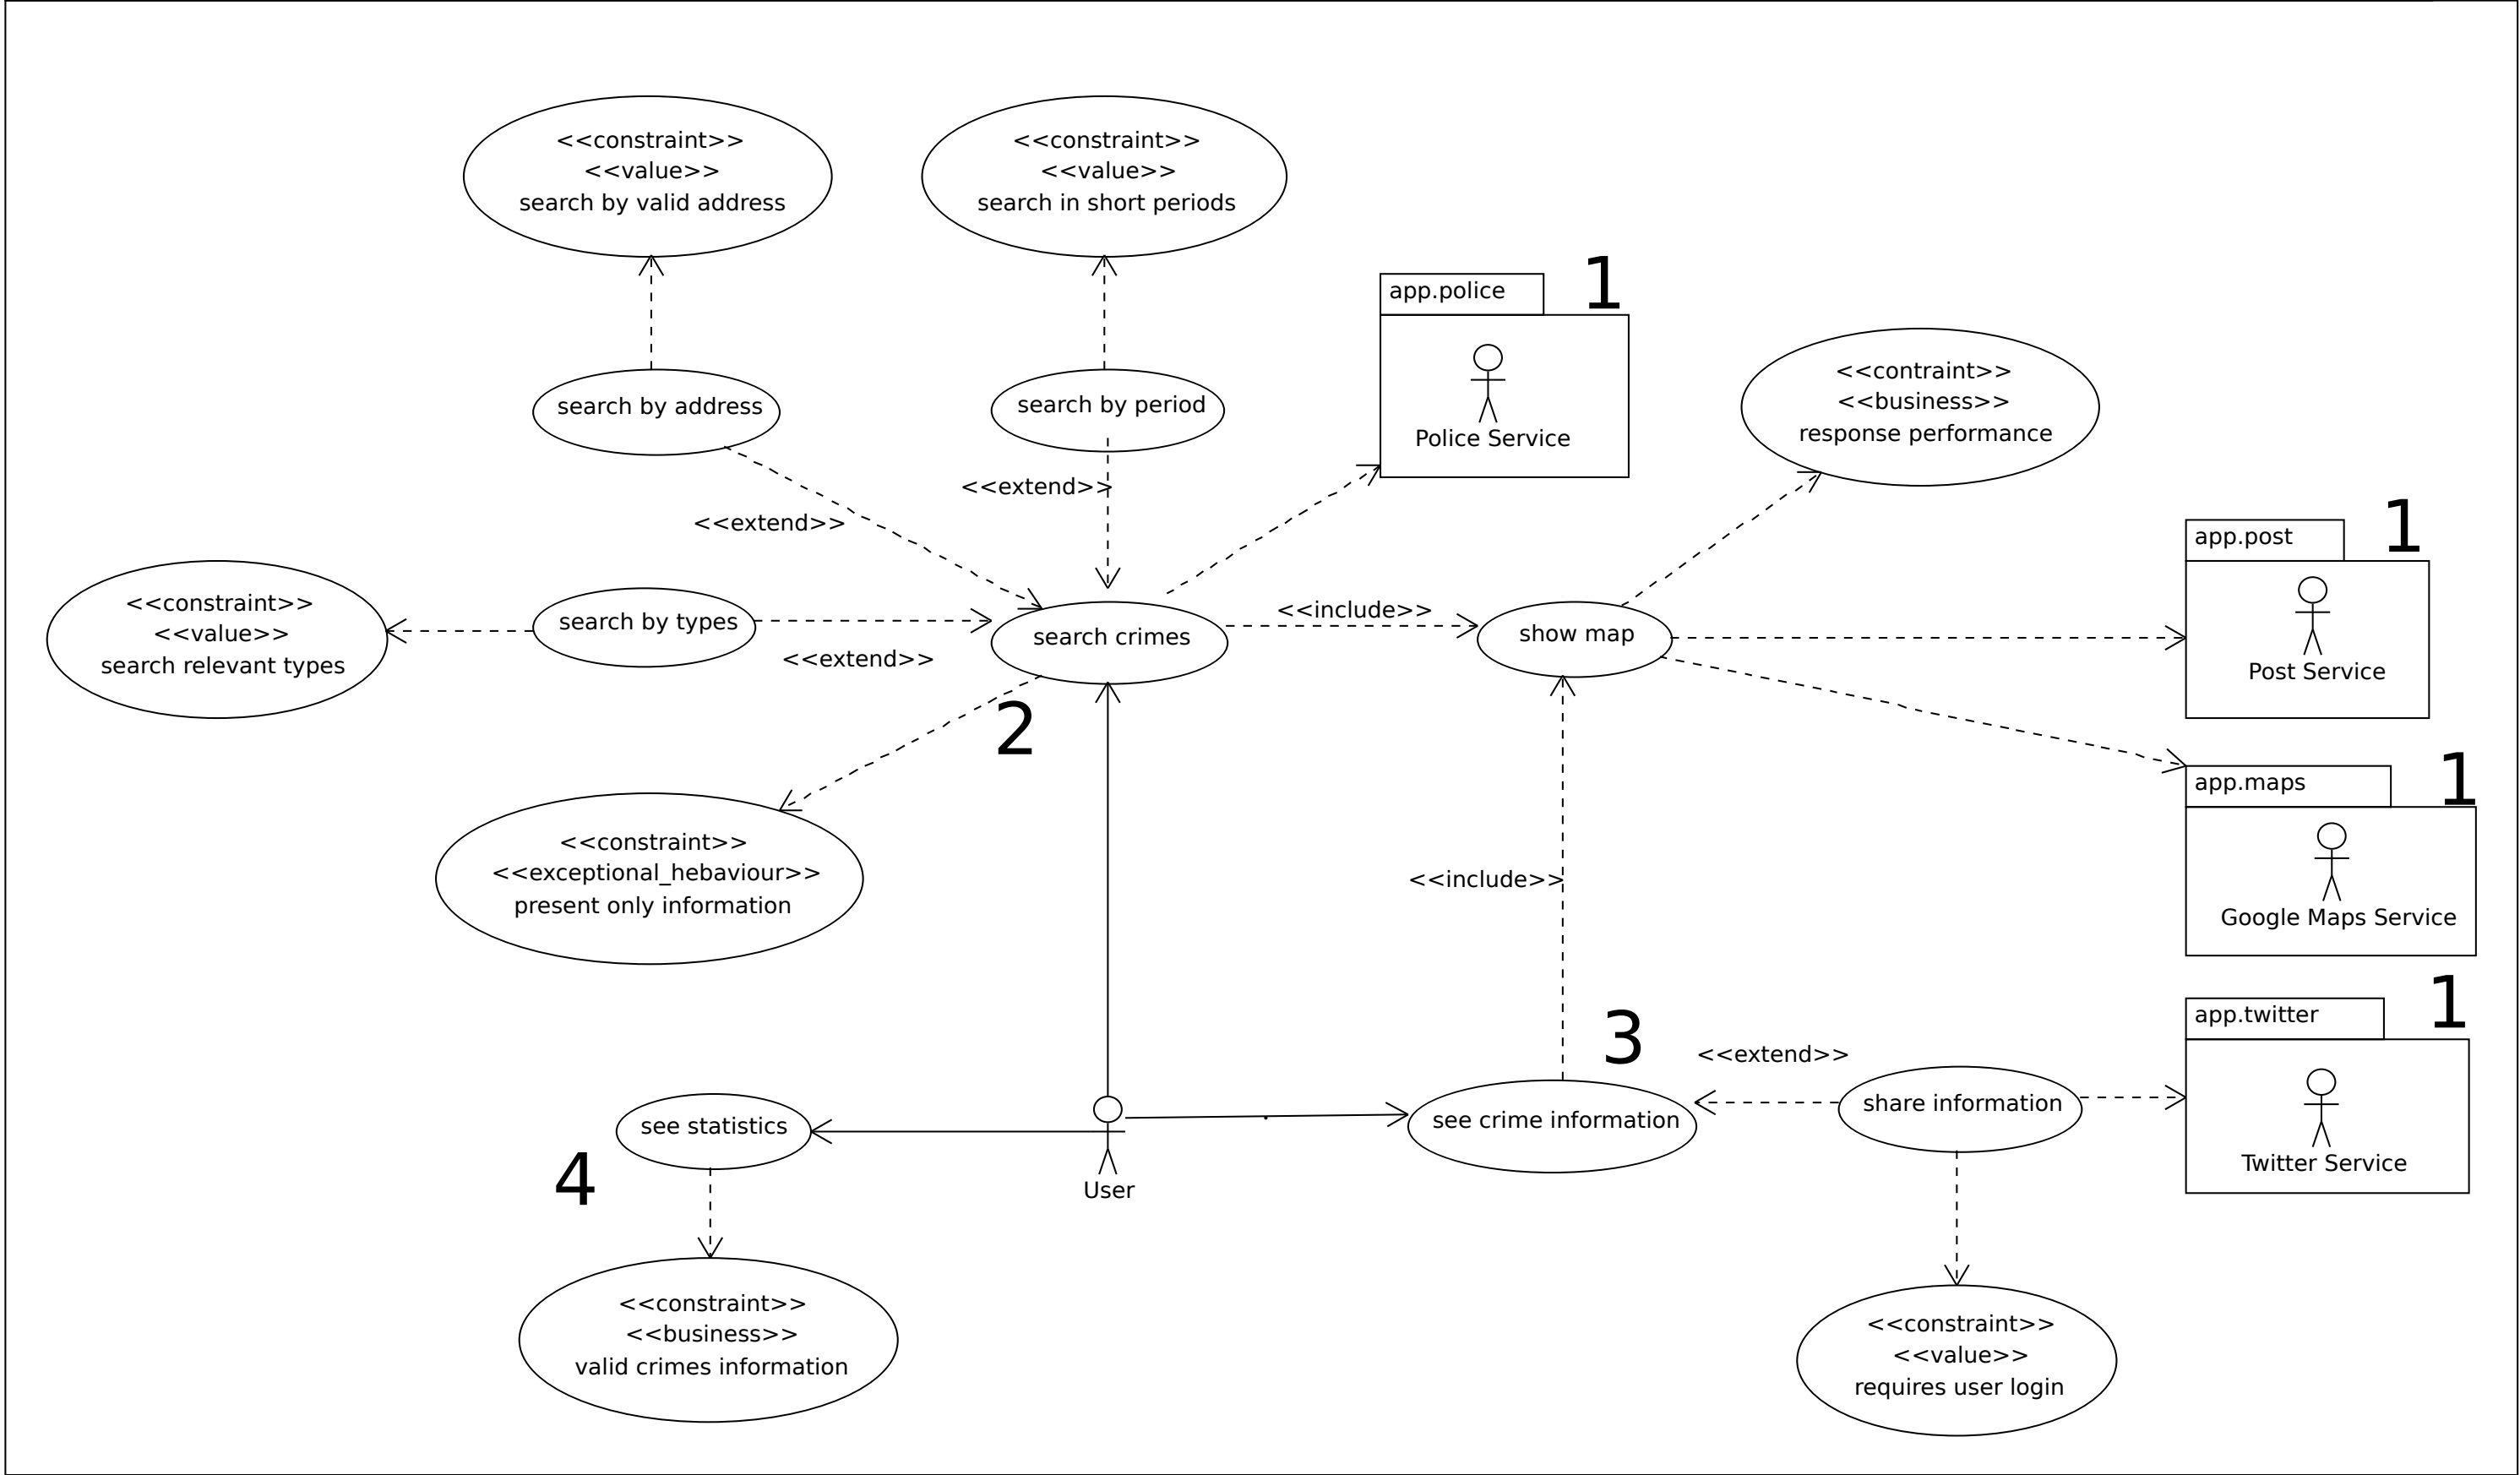 <<constraint>>
<<value>>
search by valid address
<<constraint>>
<<value>>
search in short periods
app.police
1
Police Service
search by address
search by period
<<contraint>>
<<business>>
response performance
<<extend>>
<<extend>>
app.post
1
Post Service
<<constraint>>
<<value>>
search relevant types
search by types
<<extend>>
search crimes
<<include>>
show map
2
app.maps
1
Google Maps Service
<<constraint>>
<<exceptional_hebaviour>>
present only information
<<include>>
app.twitter
1
Twitter Service
3
<<extend>>
see statistics
4
User
see crime information
share information
<<constraint>>
<<business>>
valid crimes information
<<constraint>>
<<value>>
requires user login